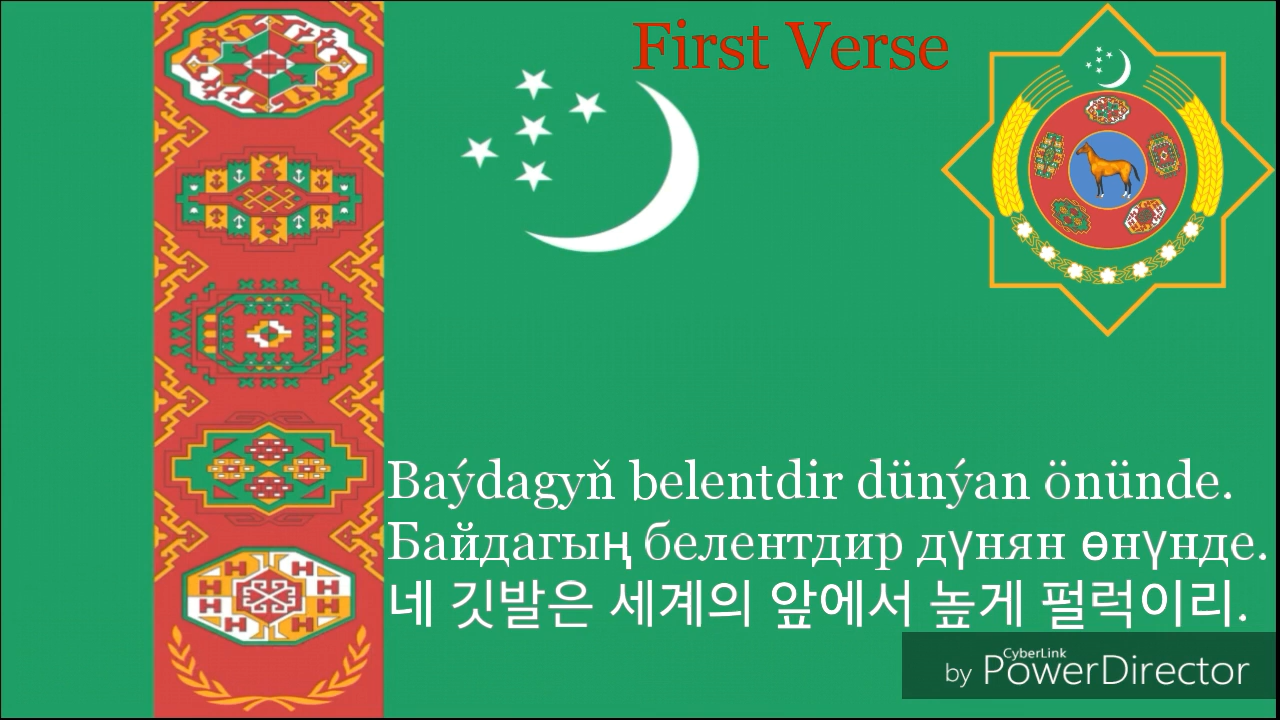 First Verse
Baýdagyň belentdir dünýan önünde.
Байдагың белентдир дүнян өнүнде.
네 깃발은 세계의 앞에서 높게 펄럭이리.
CyberLink
by PowerDirector